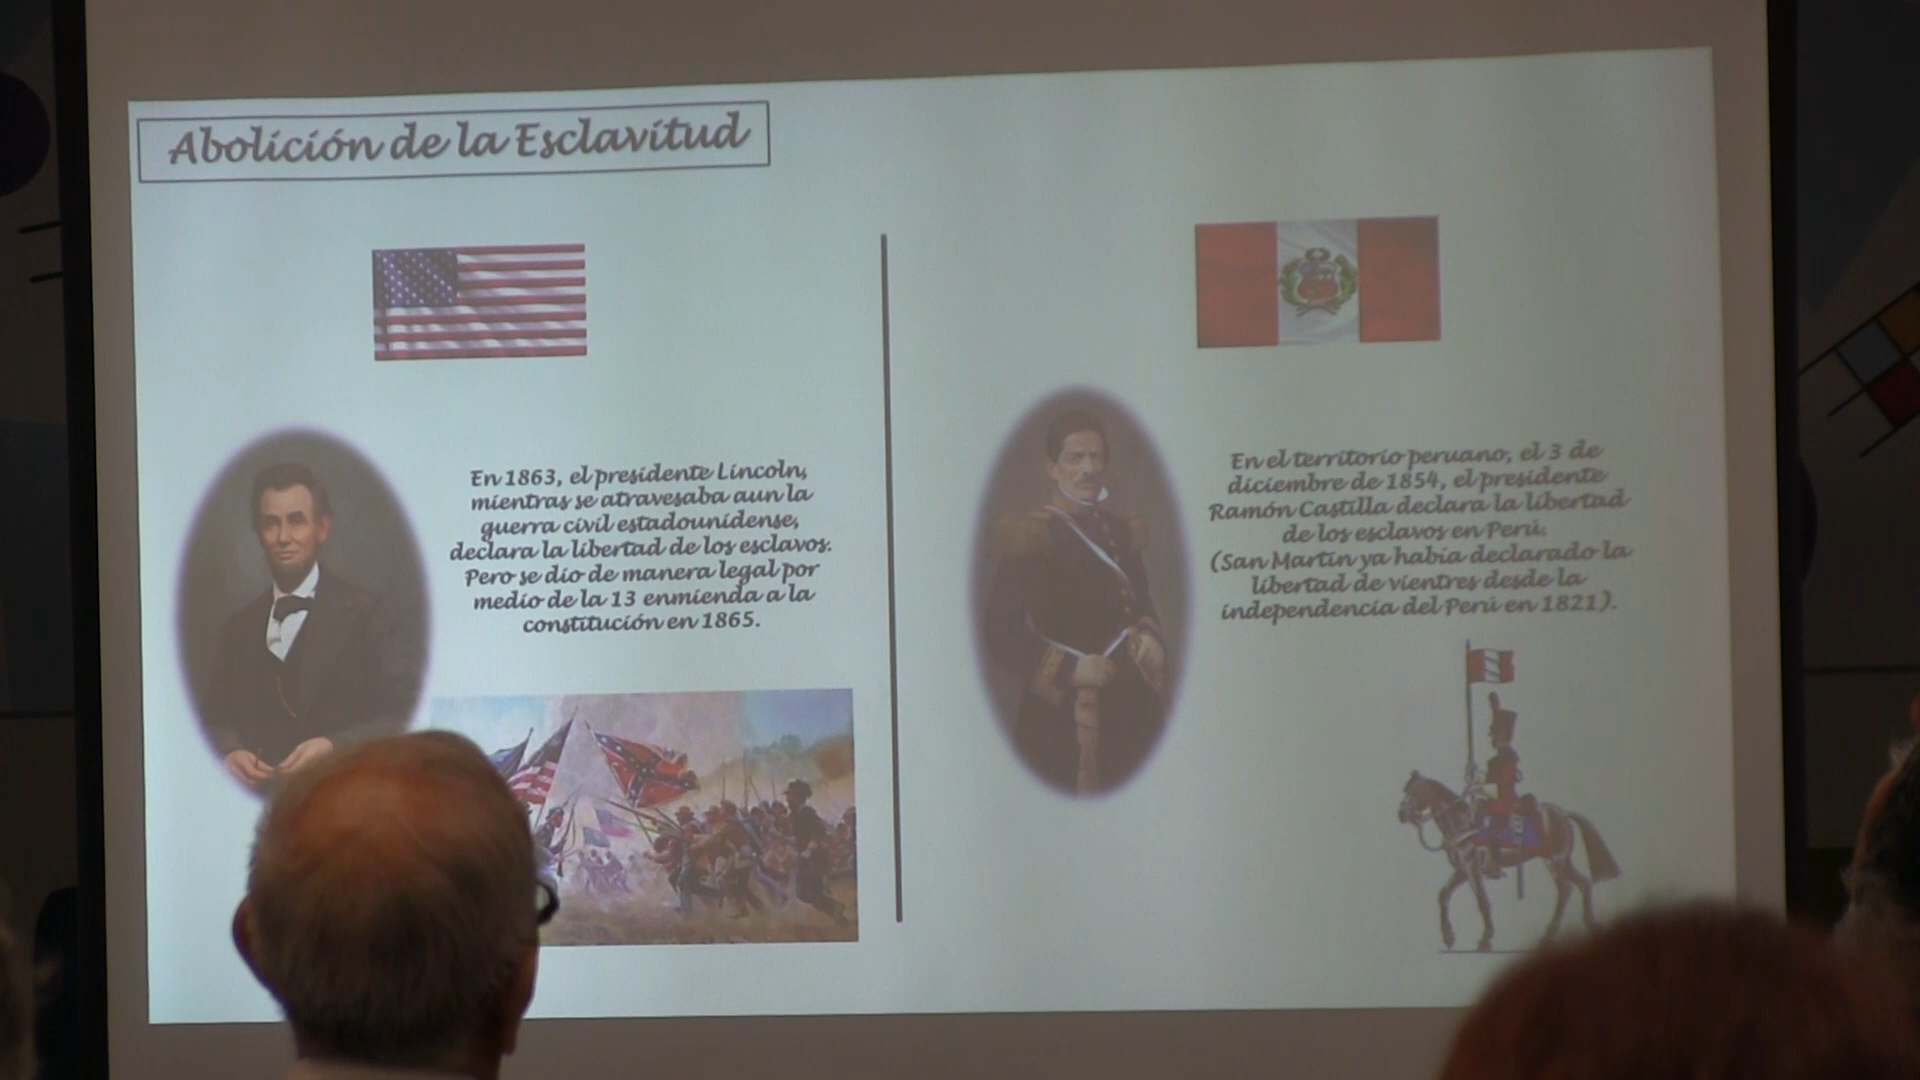 Abolición de la Esclavitud
En 1863, el presidente Lincoln,
mientras se atravesaba aun la
guerra civil estadounidense,
declara la libertad de los esclavos.
Pero se dio de manera legal por
medio de la 13 enmienda a la
constitución en 1865.
En el territorio peruano, el 3 de
diciembre de 1854, el presidente
Ramón Castilla declara la libertad
de los esclavos en Perú.
(San Martín ya había declarado la
libertad de vientres desde la
independencia del Perú en 1821).